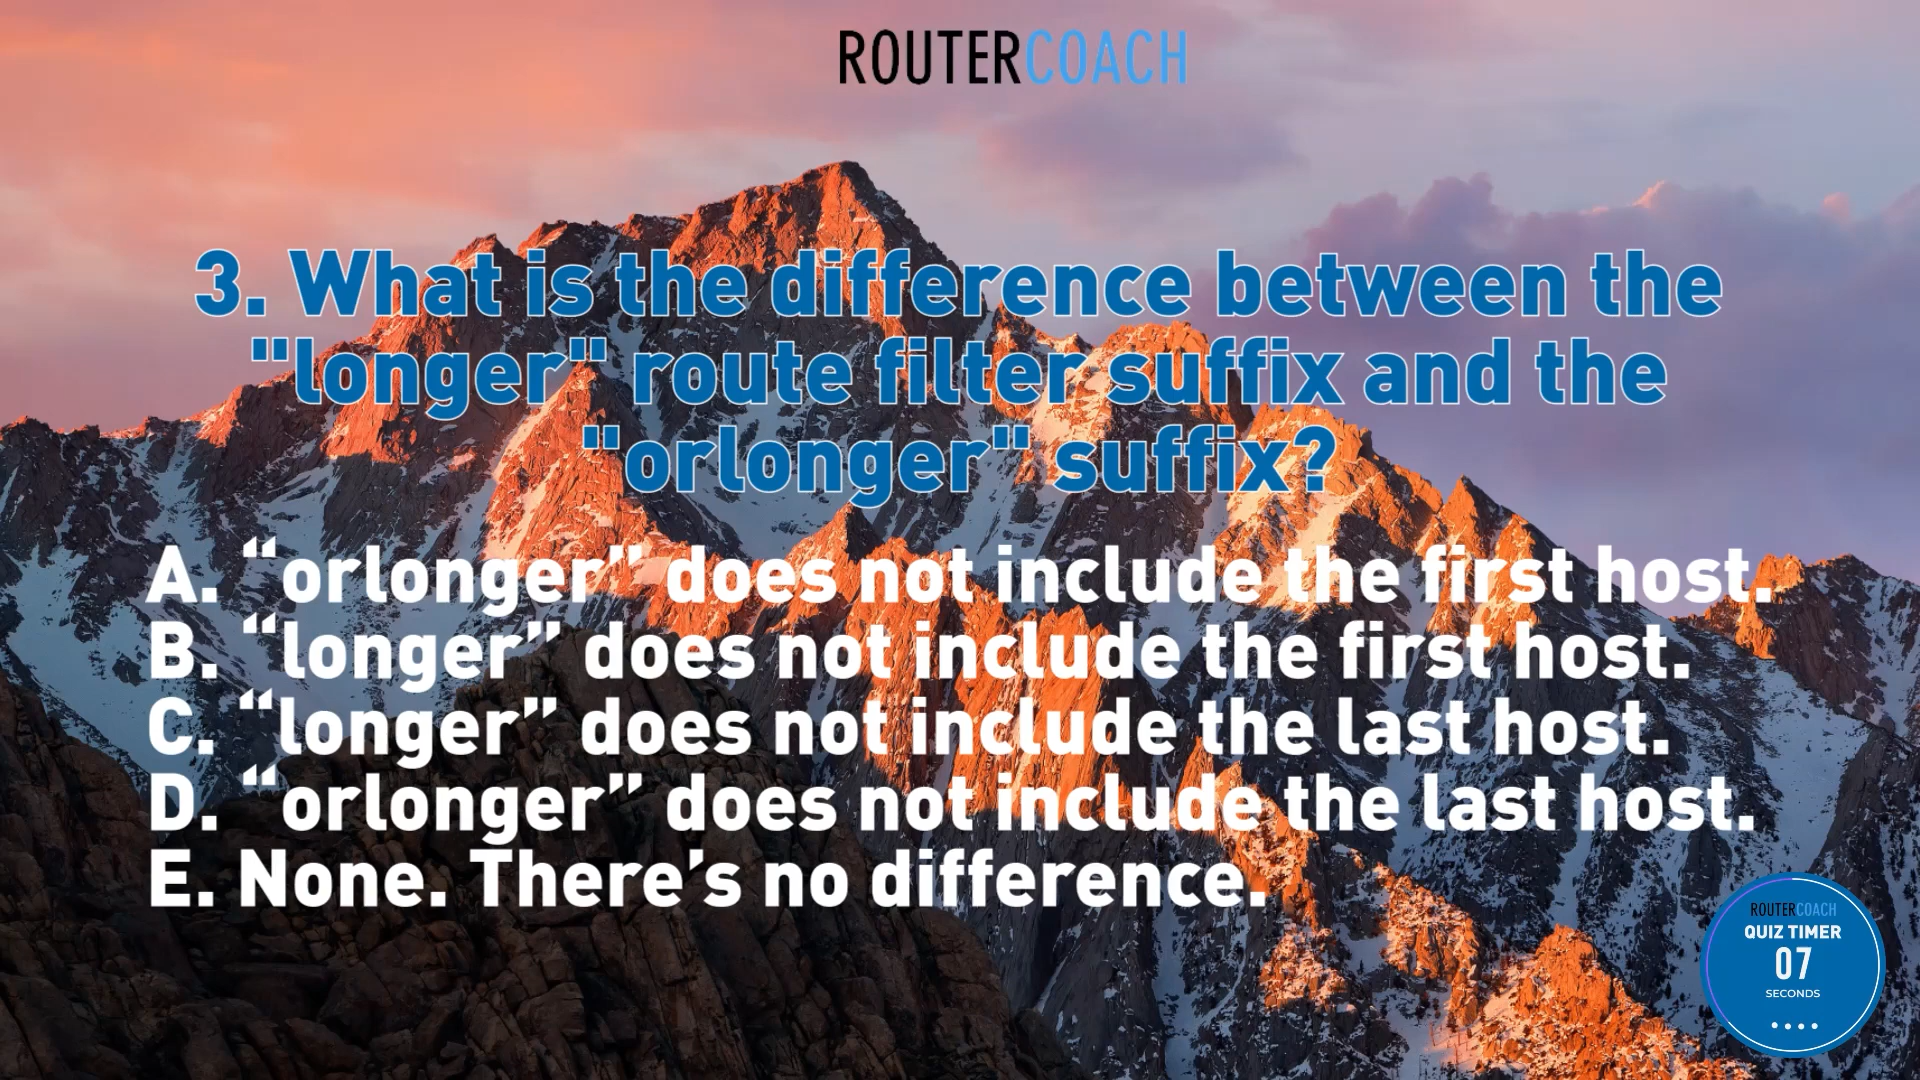 ROUTERCOACH
3. What is the difference between the
"longer" route filter suffix and the
"orlonger" suffix?
A. “orlonger” does not include the first host.
B. “longer” does not include the first host.
C. “longer” does not include the last host.
D. “orlonger” does not include the last host.
E. None. There’s no difference.
ROUTERCOACH
QUIZ TIMER
07
SECONDS